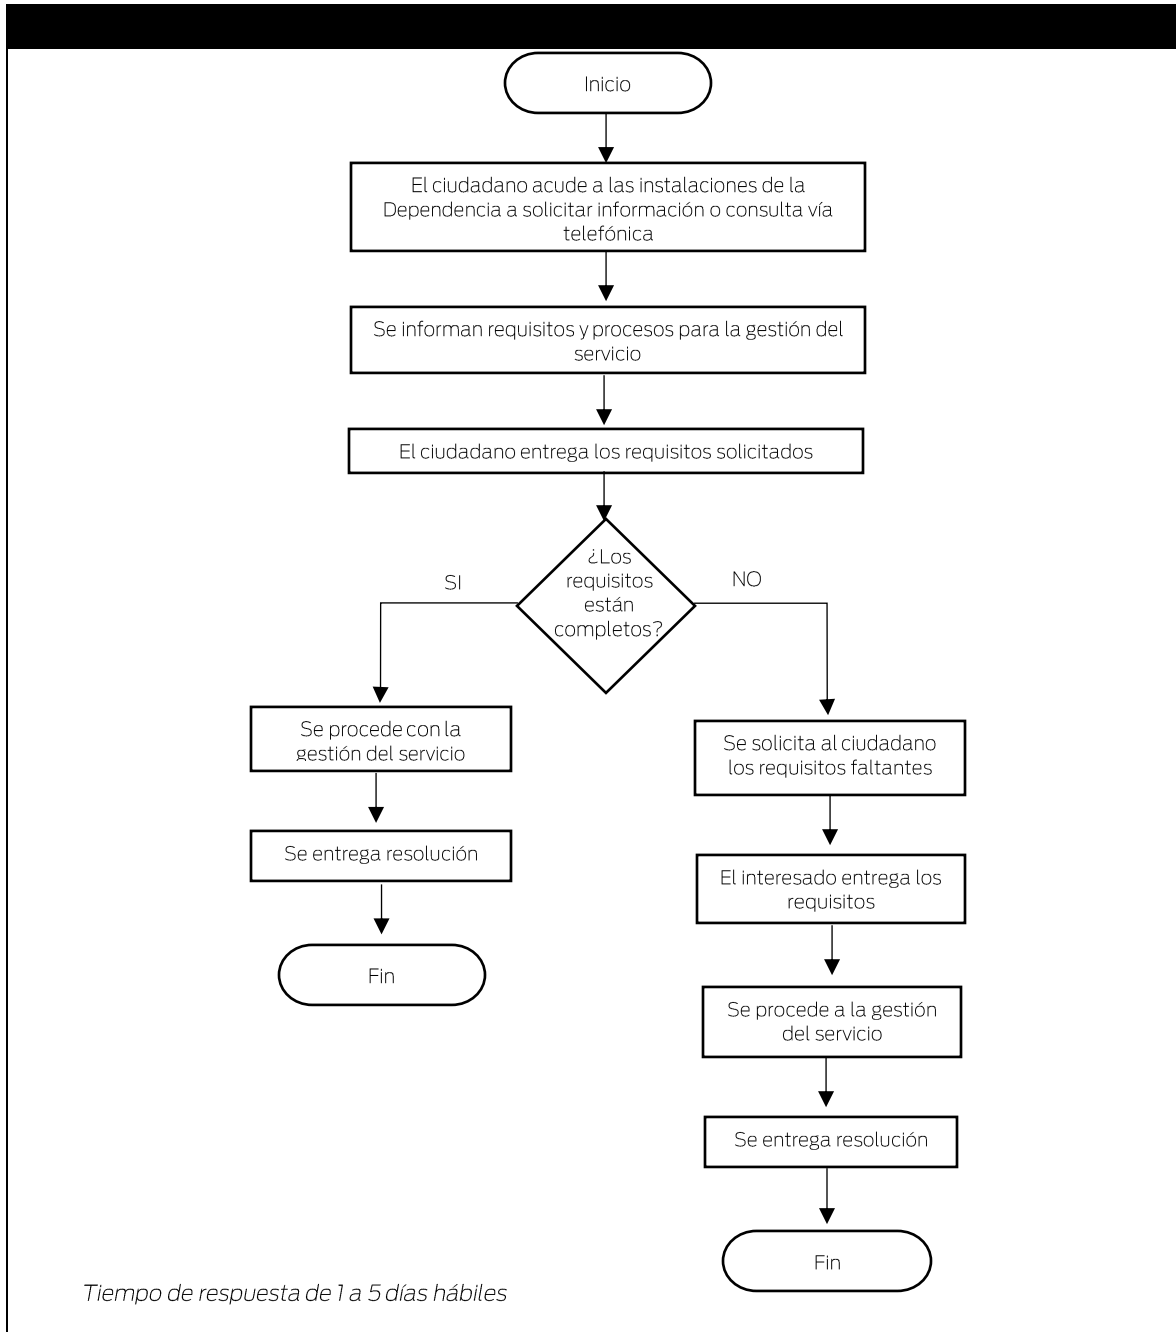 Inicio
El ciudadano acude a las instalaciones de la
Dependencia a solicitar información o consulta vía
telefónica
Se informan requisitos y procesos para la gestión del
servicio
El ciudadano entrega los requisitos solicitados
¿Los
requisitos
están
completos?
SI
NO
Se procede con la
gestión del servicio
Se entrega resolución
Fin
Se solicita al ciudadano
los requisitos faltantes
El interesado entrega los
requisitos
Se procede a la gestión
del servicio
Se entrega resolución
Fin
Tiempo de respuesta de 1 a 5 días hábiles